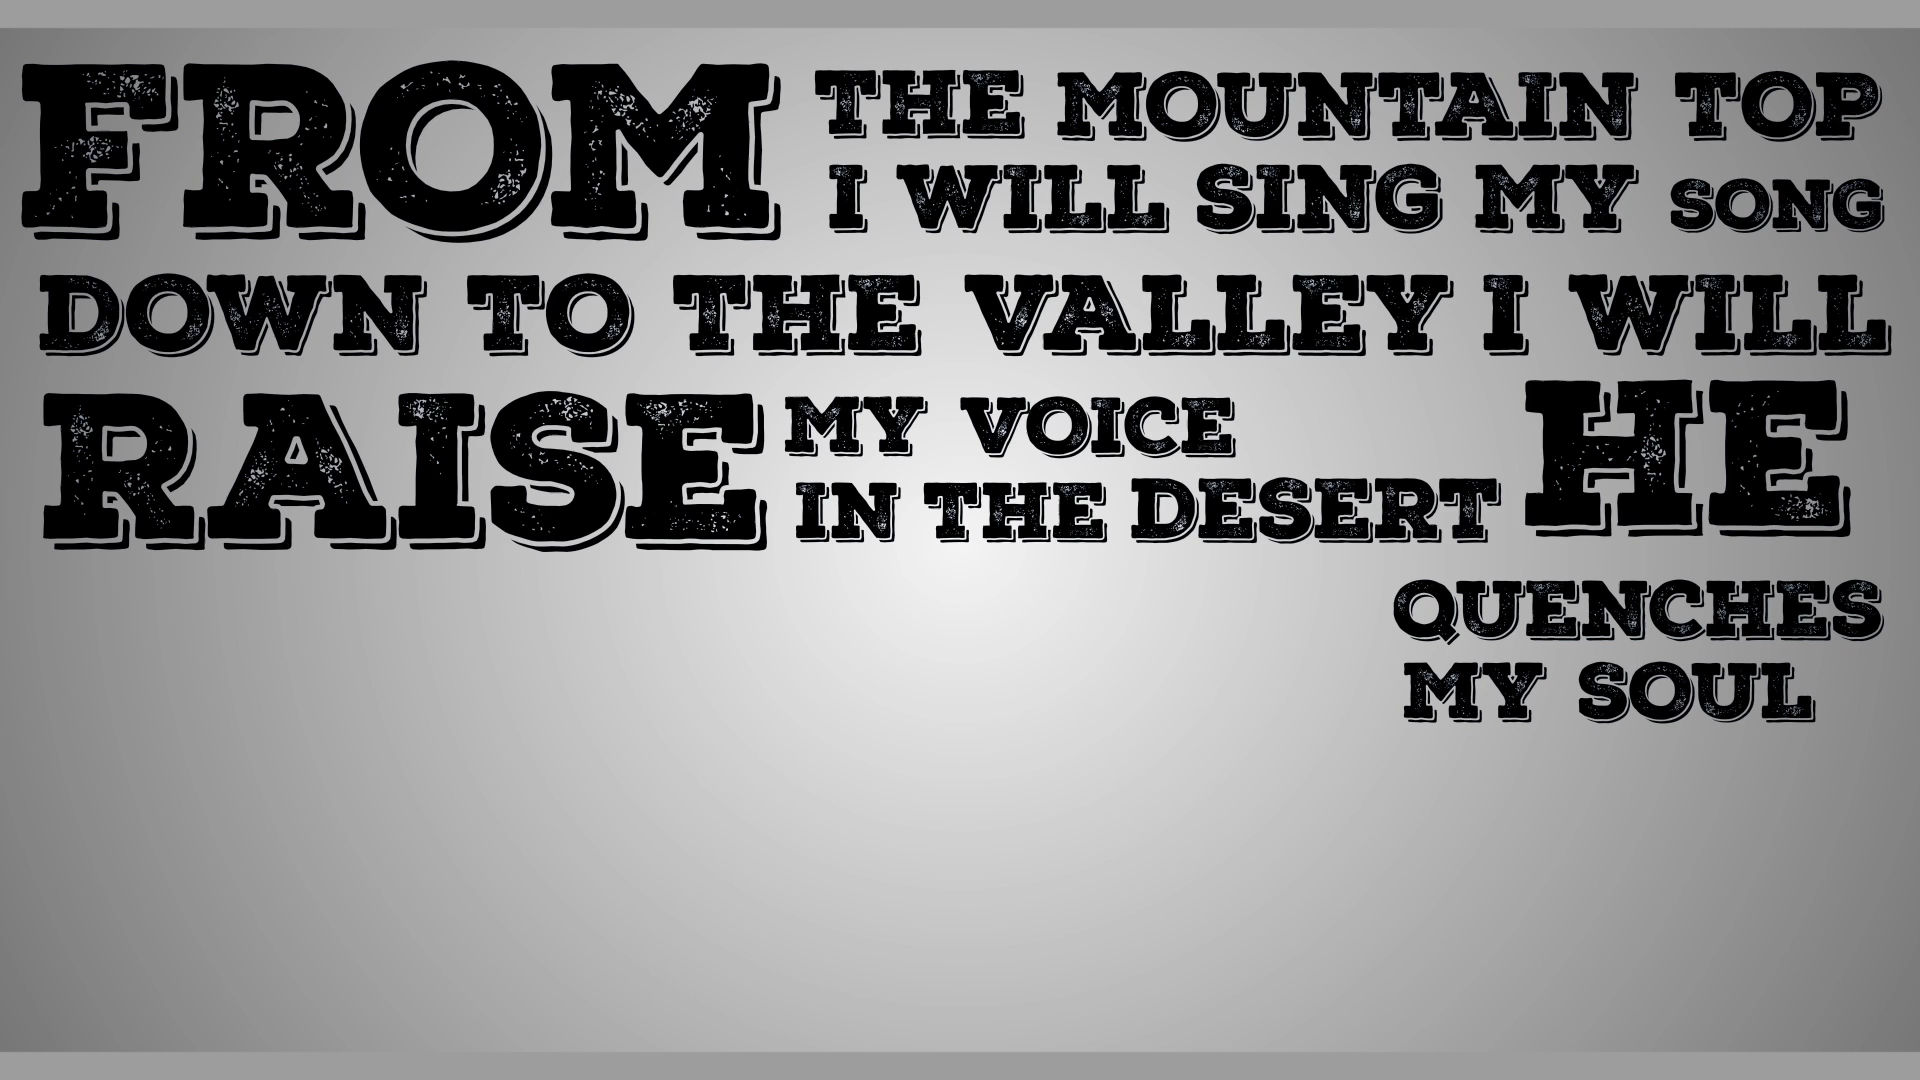 FROM THE MOUNTAIN TOP
I WILL SING MY SONG
DOWN TO THE VALLEY I WILL
RAISE MY VOICE
IN THE DESERT HE
QUENCHES
MY SOUL